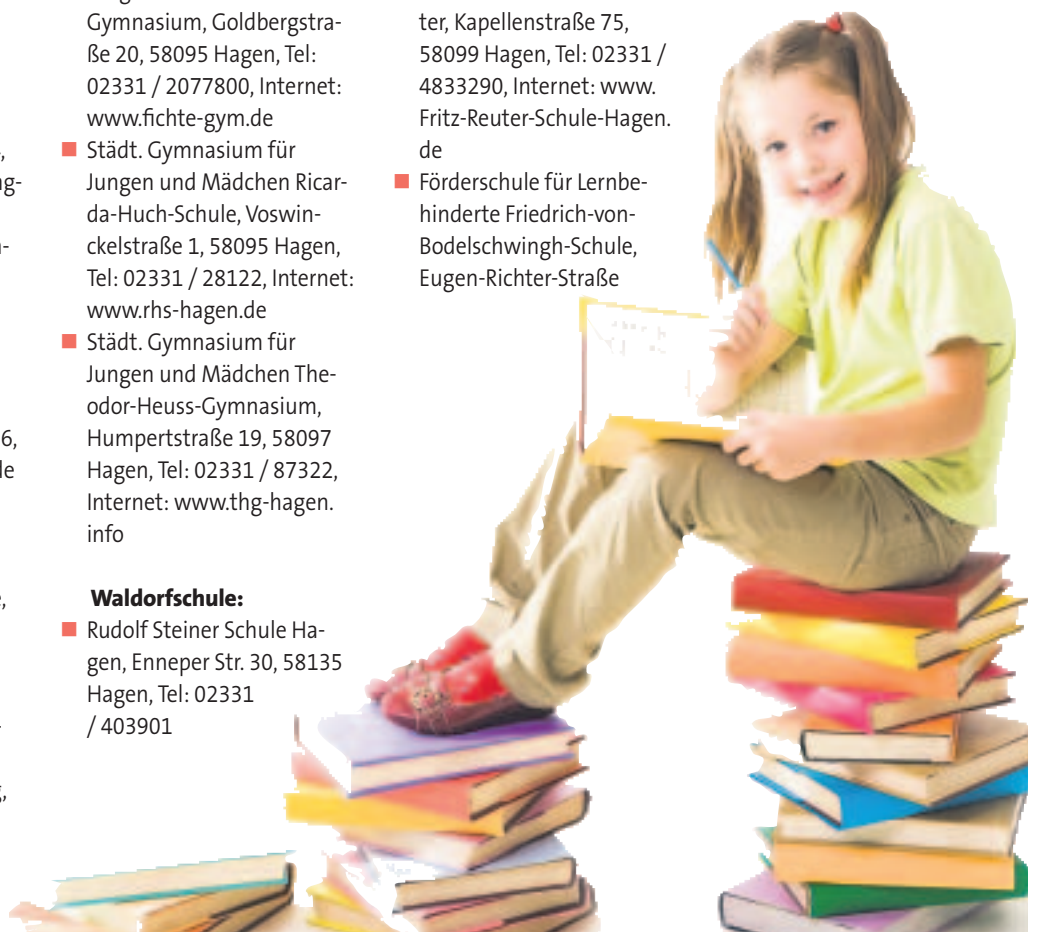 Gymnasium, Goldbergstra-
ße 20, 58095 Hagen, Tel:
02331 / 2077800, Internet:
www.fichte-gym.de
■ Städt. Gymnasium für
Jungen und Mädchen Ricar-
da-Huch-Schule, Voswin-
ckelstraße 1, 58095 Hagen,
Tel: 02331 / 28122, Internet:
www.rhs-hagen.de
■ Städt. Gymnasium für
Jungen und Mädchen The-
odor-Heuss-Gymnasium,
Humpertstraße 19, 58097
Hagen, Tel: 02331 / 87322,
Internet: www.thg-hagen.
info
Waldorfschule:
■ Rudolf Steiner Schule Ha-
gen, Enneper Str. 30, 58135
Hagen, Tel: 02331
/ 403901
ter, Kapellenstraße 75,
58099 Hagen, Tel: 02331 /
4833290, Internet: www.
Fritz-Reuter-Schule-Hagen.
de
■ Förderschule für Lernbe-
hinderte Friedrich-von-
Bodelschwingh-Schule,
Eugen-Richter-Straße